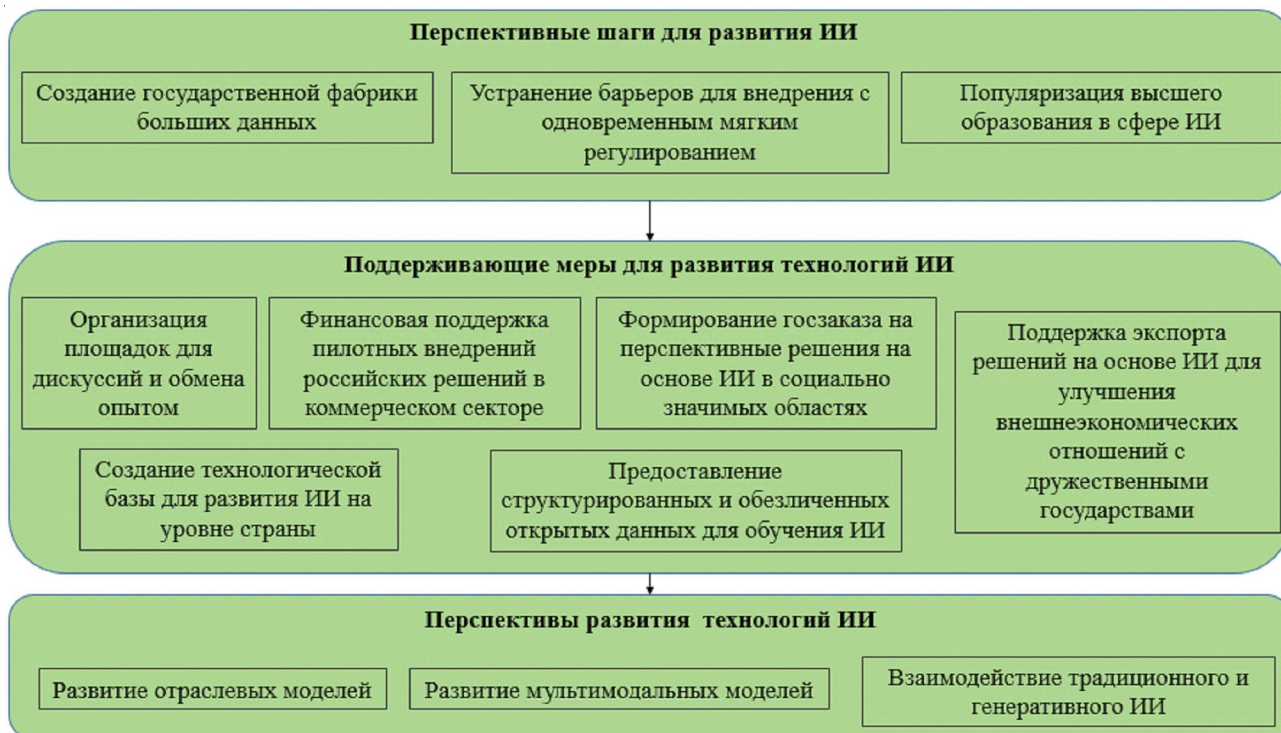 Перспективные шаги для развития ИИ
Создание государственной фабрики
больших данных
Устранение барьеров для внедрения с
одновременным мягким
регулированием
Популяризация высшего
образования в сфере ИИ
Поддерживающие меры для развития технологий ИИ
Организация
площадок для
дискуссий и обмена
опытом
Финансовая поддержка
пилотных внедрений
российских решений в
коммерческом секторе
Формирование госзаказа на
перспективные решения на
основе ИИ в социально
значимых областях
Поддержка экспорта
решений на основе ИИ для
улучшения
внешнеэкономических
отношений с
дружественными
государствами
Создание технологической
базы для развития ИИ на
уровне страны
Предоставление
структурированных и обезличенных
открытых данных для обучения ИИ
Перспективы развития технологий ИИ
Развитие отраслевых моделей
Развитие мультимодальных моделей
Взаимодействие традиционного и
генеративного ИИ